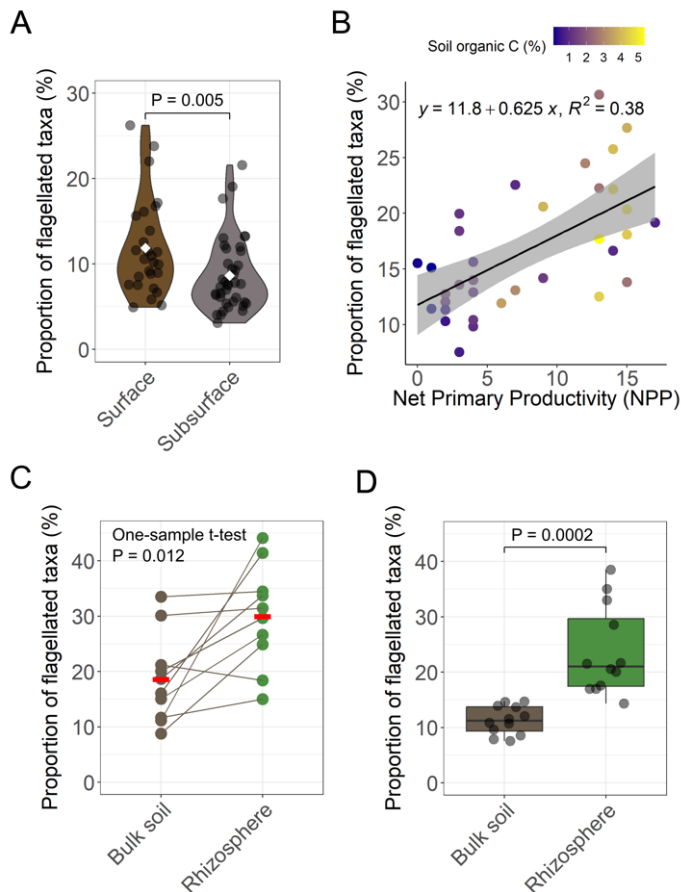 A
Proportion of flagellated taxa (%)
30
20
10
0
P = 0.005
Surface
Subsurface
B
Soil organic C (%)
1 2 3 4 5
Proportion of flagellated taxa (%)
30
25
20
15
10
y = 11.8 + 0.625 x, R² = 0.38
0 5 10 15
Net Primary Productivity (NPP)
C
Proportion of flagellated taxa (%)
40
30
20
10
0
One-sample t-test
P = 0.012
Bulk soil
Rhizosphere
D
Proportion of flagellated taxa (%)
40
30
20
10
0
P = 0.0002
Bulk soil
Rhizosphere